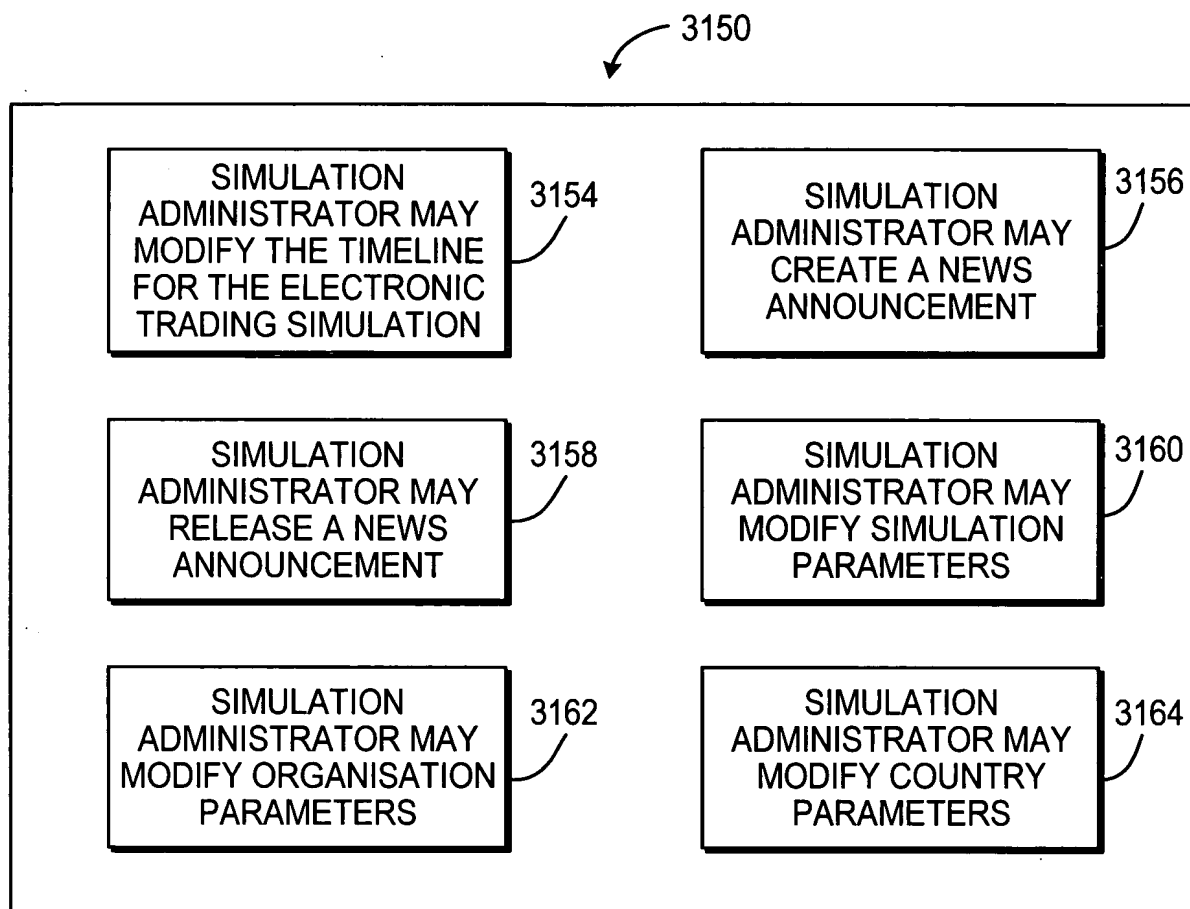 3150
SIMULATION
ADMINISTRATOR MAY
MODIFY THE TIMELINE
FOR THE ELECTRONIC
TRADING SIMULATION
3154
SIMULATION
ADMINISTRATOR MAY
CREATE A NEWS
ANNOUNCEMENT
3156
SIMULATION
ADMINISTRATOR MAY
RELEASE A NEWS
ANNOUNCEMENT
3158
SIMULATION
ADMINISTRATOR MAY
MODIFY SIMULATION
PARAMETERS
3160
SIMULATION
ADMINISTRATOR MAY
MODIFY ORGANISATION
PARAMETERS
3162
SIMULATION
ADMINISTRATOR MAY
MODIFY COUNTRY
PARAMETERS
3164